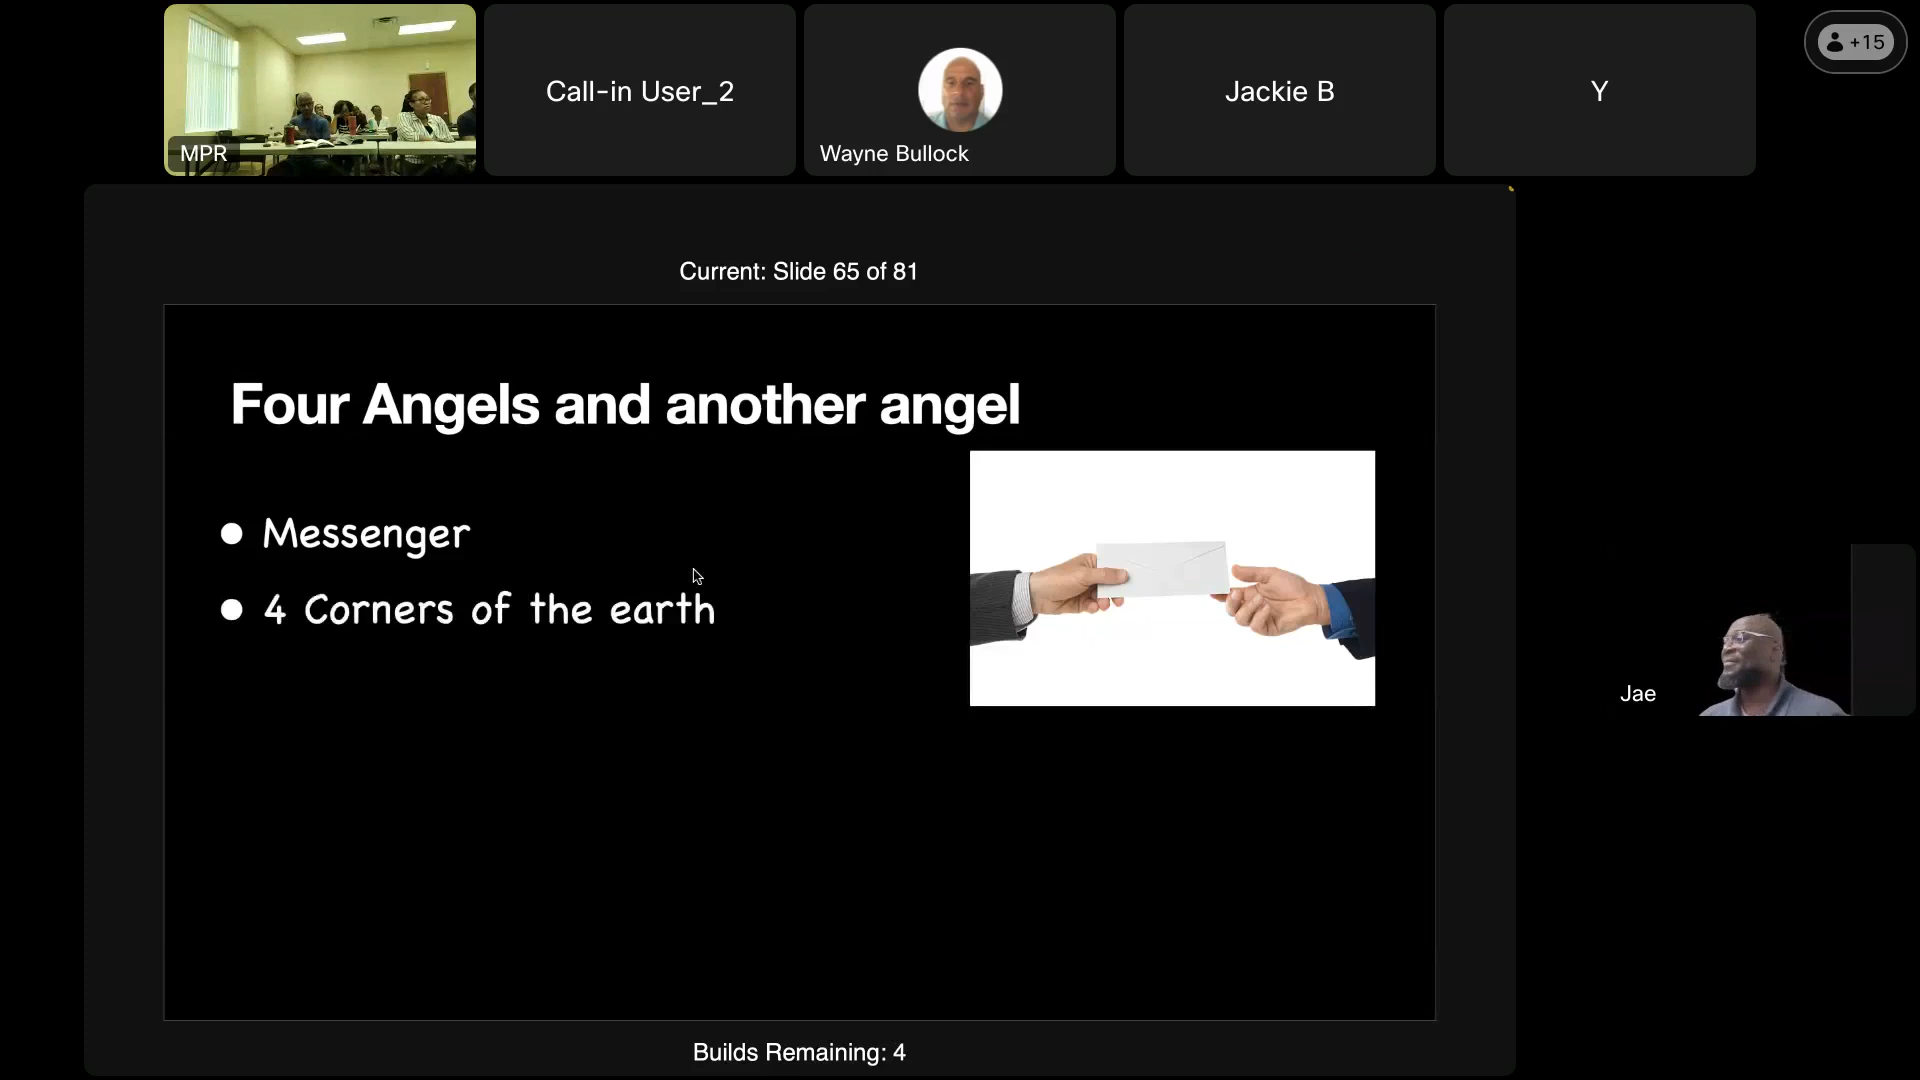 MPR
Call-in User_2
Wayne Bullock
Jackie B
Y
+15
Current: Slide 65 of 81
Four Angels and another angel
● Messenger
● 4 Corners of the earth
Jae
Builds Remaining: 4